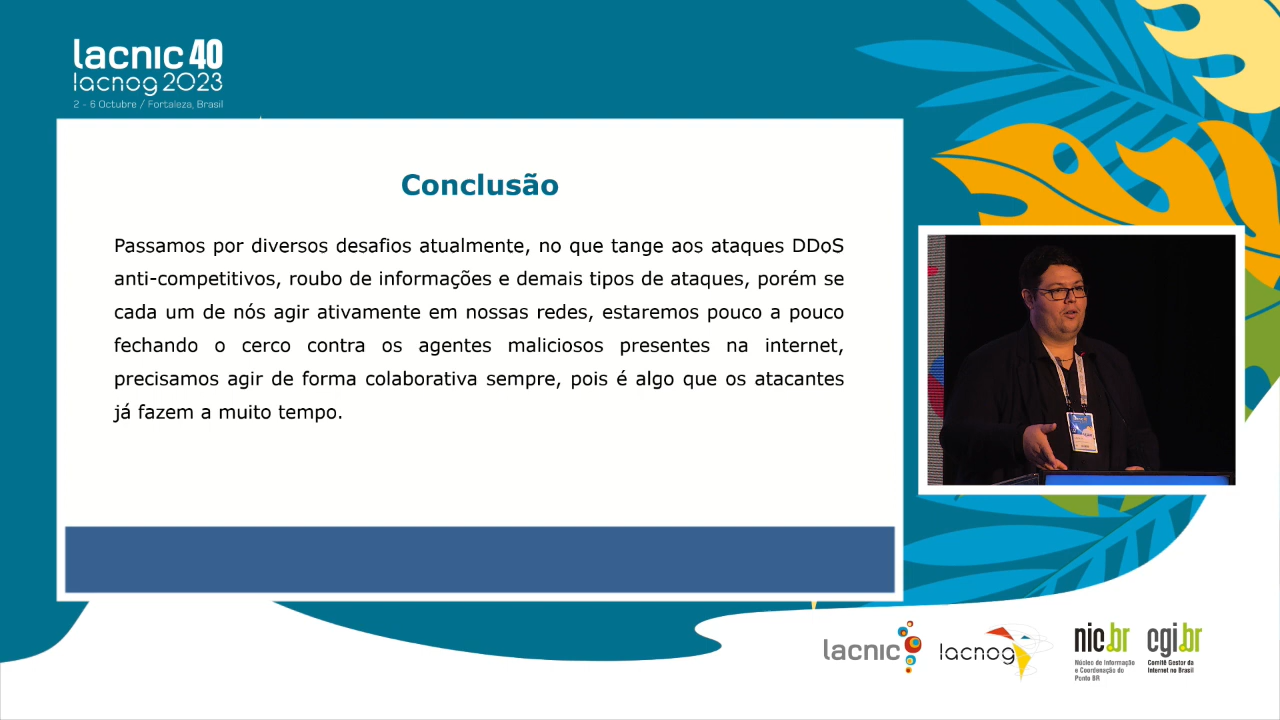 lacnic 40
lacnog 2023
2 - 6 Octubre / Fortaleza, Brasil
Conclusão
Passamos por diversos desafios atualmente, no que tange aos ataques DDoS
anti-competitivos, roubo de informações e demais tipos de ataques, porém se
cada um de nós agir ativamente em nossas redes, estaremos pouco a pouco
fechando o cerco contra os agentes maliciosos presentes na internet,
precisamos agir de forma colaborativa sempre, pois é algo que os atacantes
já fazem a muito tempo.
lacnic
lacnog
nic.br
Núcleo de Informação
e Coordenação do
Ponto BR
cgi.br
Comitê Gestor da
Internet no Brasil